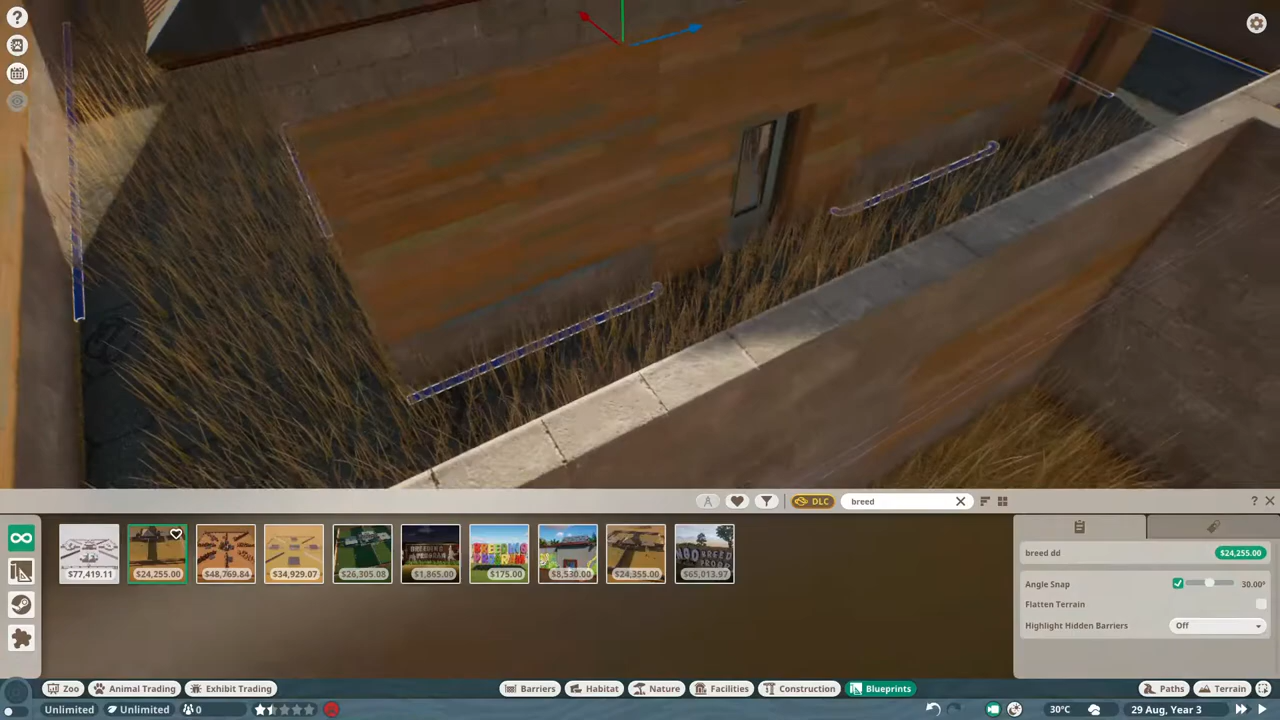 DLC
breed
$77,419.11
$24,255.00
$48,769.84
$34,929.07
$26,305.08
$1,865.00
$175.00
$8,530.00
$24,355.00
$65,013.97
breed dd
$24,255.00
Angle Snap
30.00°
Flatten Terrain
Highlight Hidden Barriers
Off
Zoo
Animal Trading
Exhibit Trading
Barriers
Habitat
Nature
Facilities
Construction
Blueprints
Paths
Terrain
Unlimited
Unlimited
0
30°C
29 Aug, Year 3